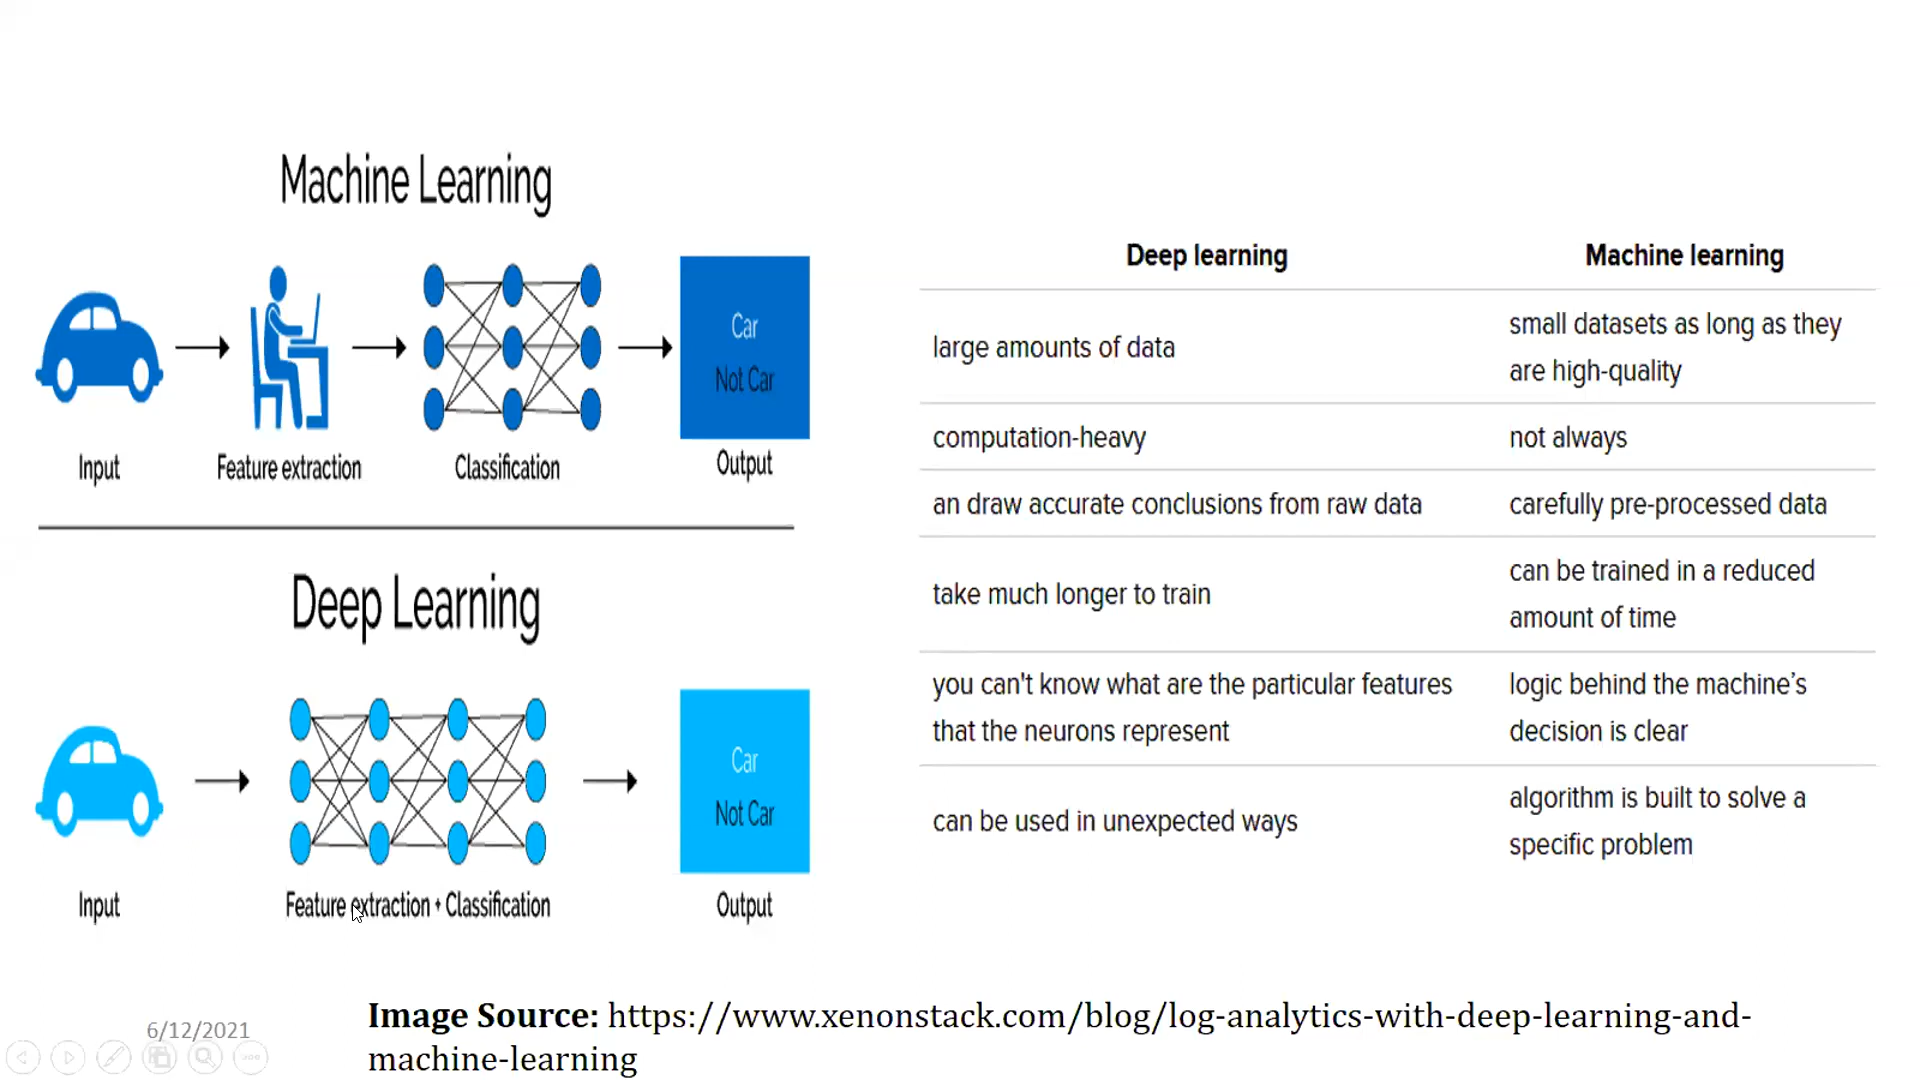 Machine Learning
Car
Not Car
Input
Feature extraction
Classification
Output
Deep Learning
Car
Not Car
Input
Feature extraction + Classification
Output
Deep learning
Machine learning
large amounts of data
small datasets as long as they
are high-quality
computation-heavy
not always
an draw accurate conclusions from raw data
carefully pre-processed data
take much longer to train
can be trained in a reduced
amount of time
you can't know what are the particular features
that the neurons represent
logic behind the machine’s
decision is clear
can be used in unexpected ways
algorithm is built to solve a
specific problem
6/12/2021
Image Source: https://www.xenonstack.com/blog/log-analytics-with-deep-learning-and-
machine-learning